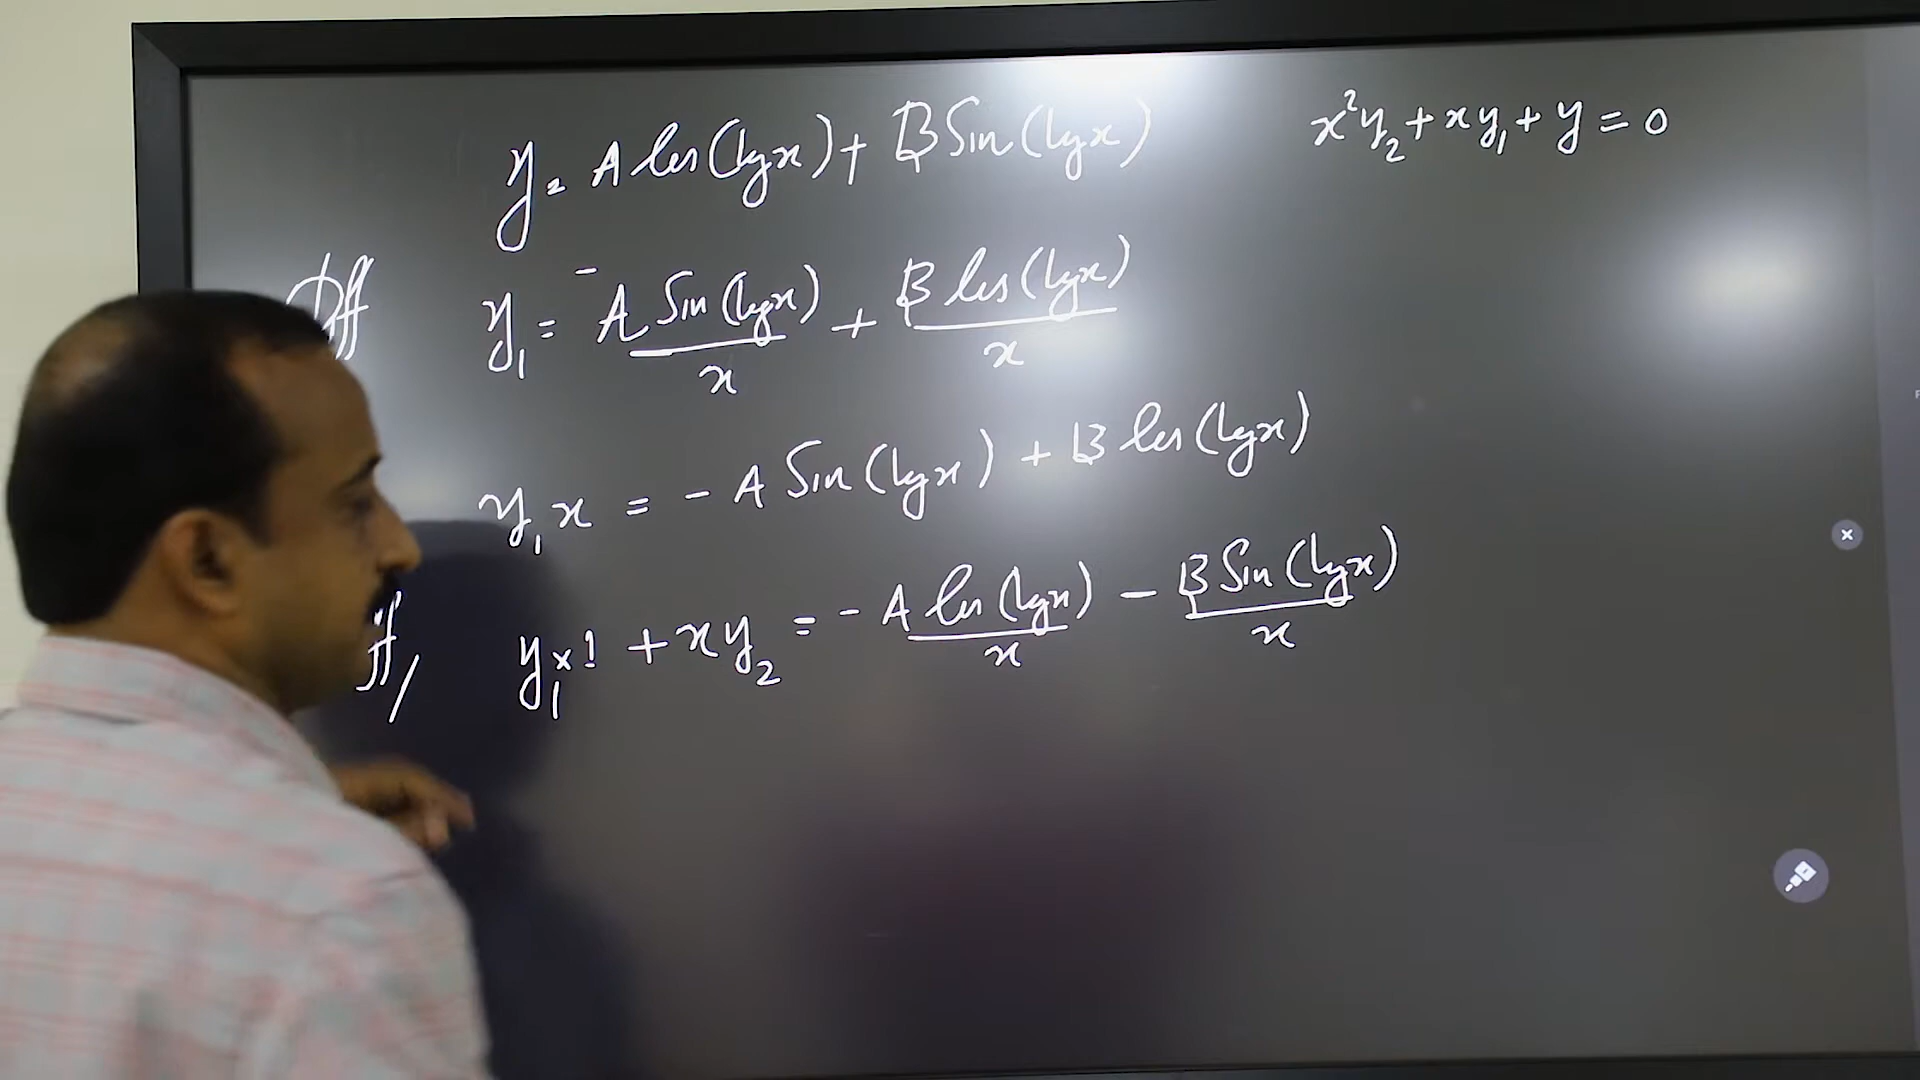 y = A Cos(logx) + B Sin(logx)
x²y₂ + xy₁ + y = 0
Diff y₁ = -A Sin(logx)/x + B Cos(logx)/x
y₁x = - A Sin(logx) + B Cos(logx)
y₁×1 + xy₂ = - A Cos(logx)/x - B Sin(logx)/x